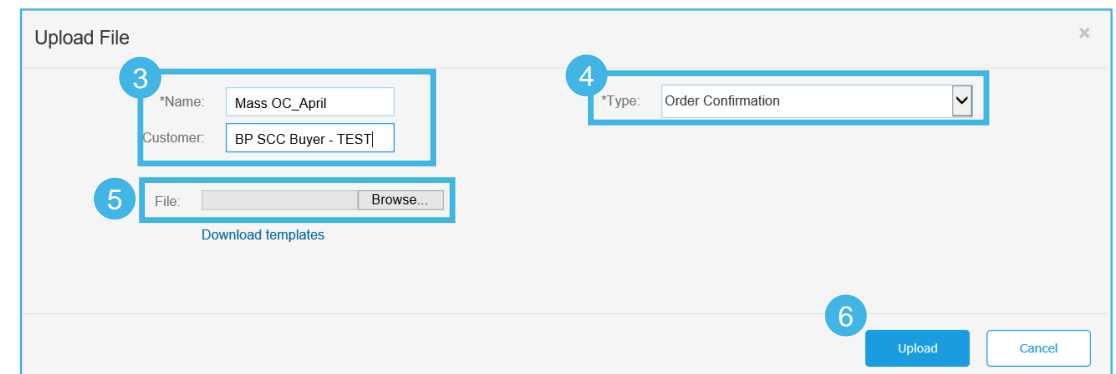 Upload File
×
3
*Name: Mass OC_April
Customer: BP SCC Buyer - TEST
4
*Type: Order Confirmation
5
File: Browse...
Download templates
6
Upload
Cancel